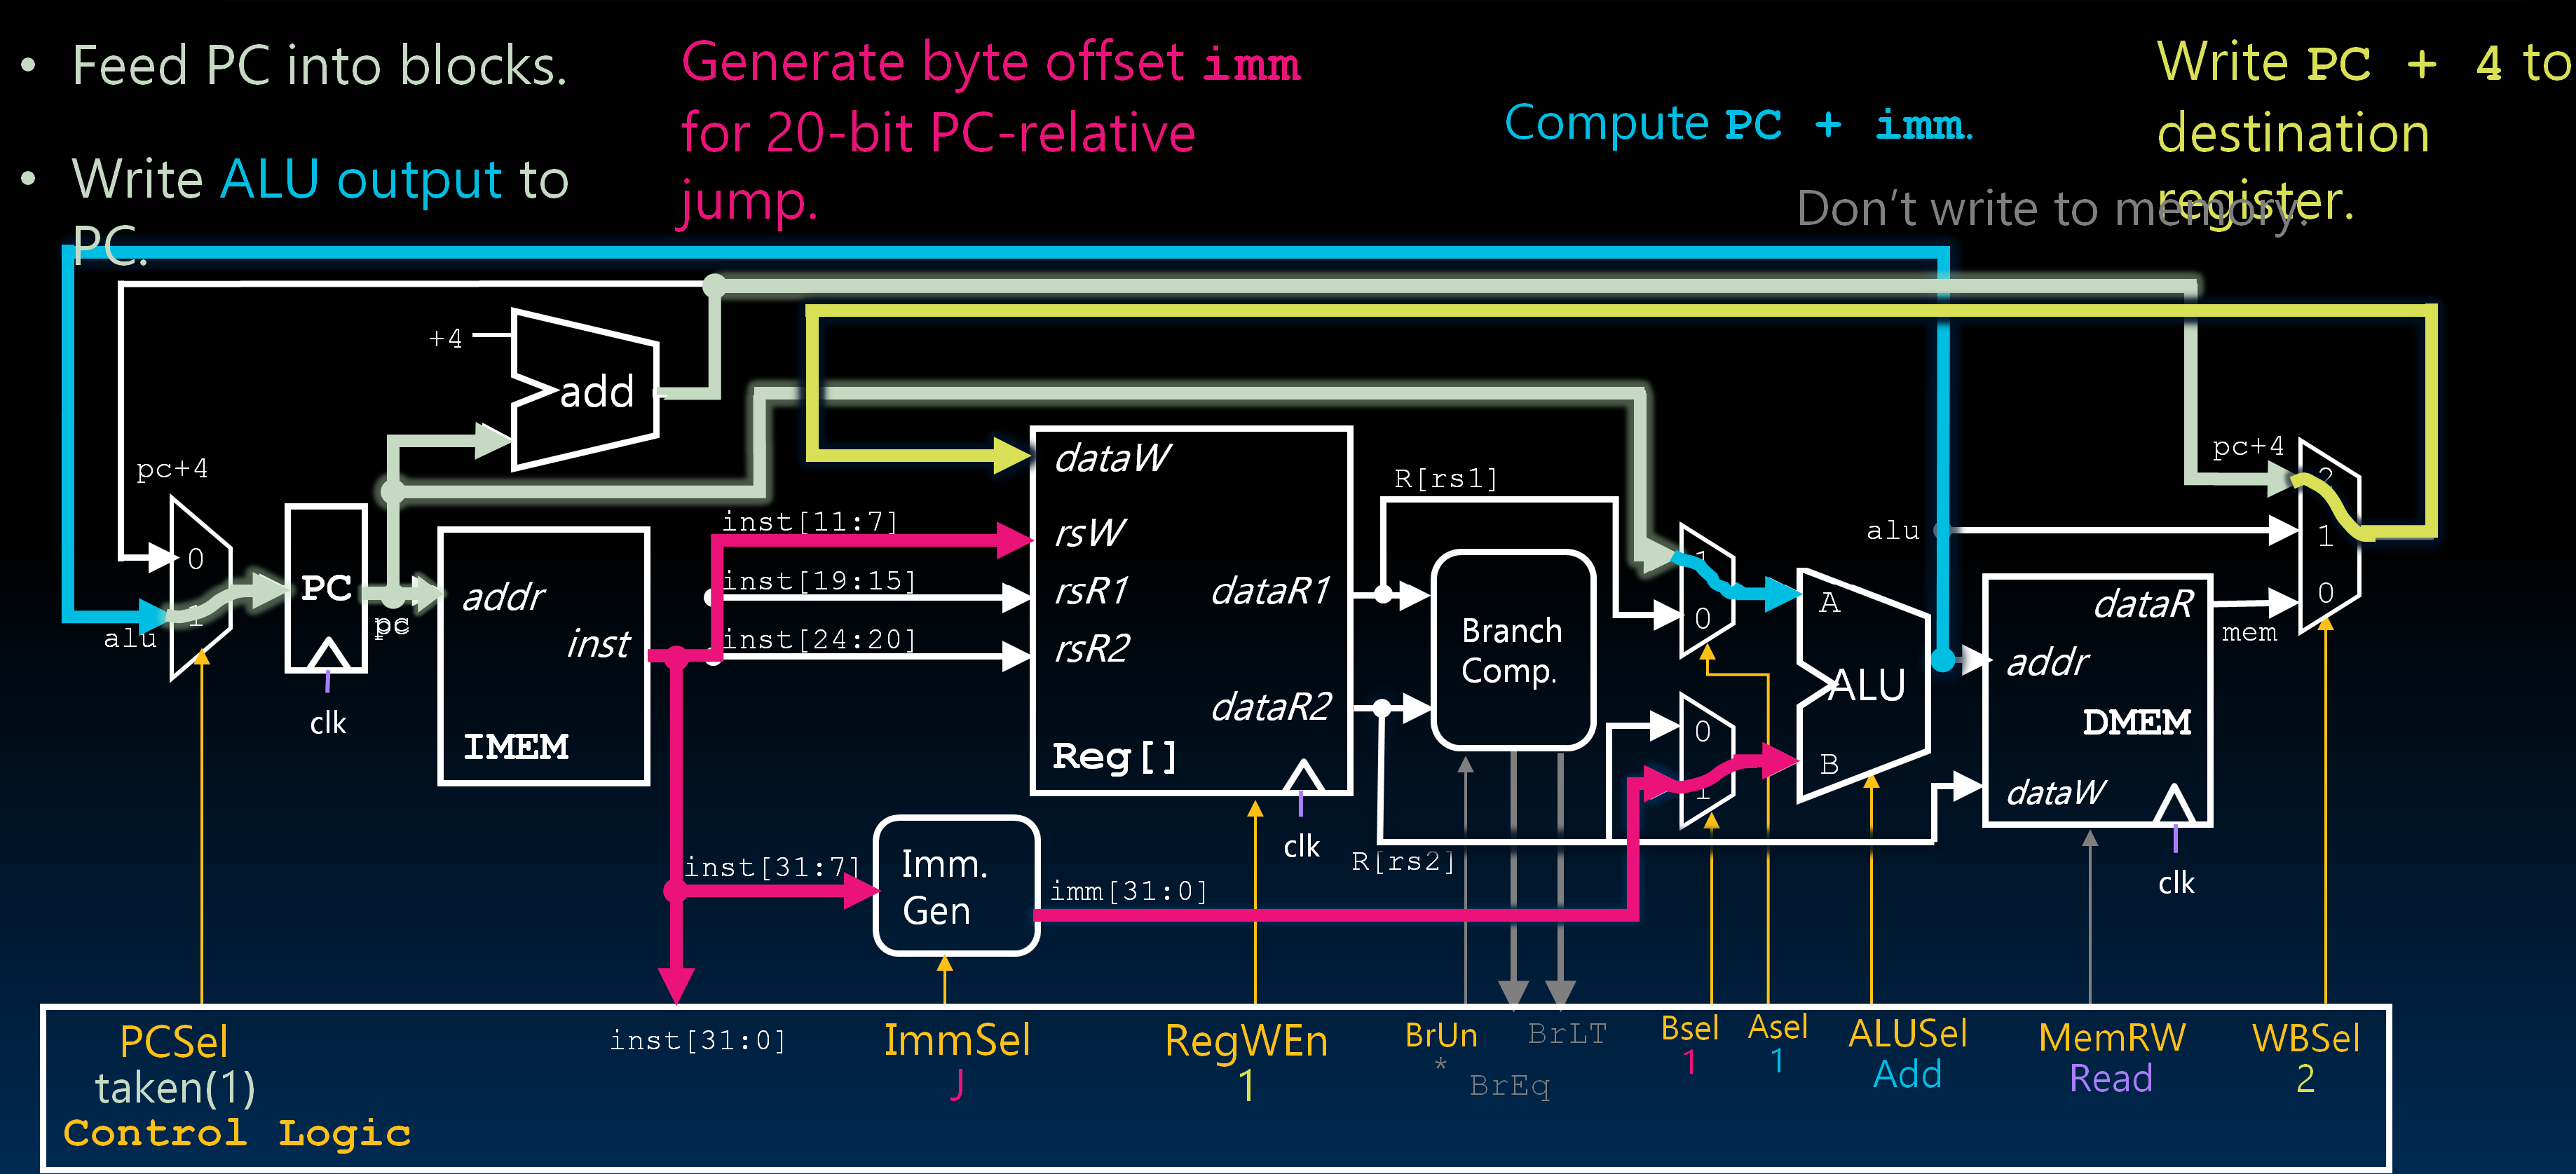 • Feed PC into blocks.
• Write ALU output to
PC.
Generate byte offset imm
for 20-bit PC-relative
jump.
Compute PC + imm.
Write PC + 4 to
destination
register.
Don't write to memory.
+4
add
pc+4
0
1
alu
PC
clk
pc
addr
inst
IMEM
inst[11:7]
inst[19:15]
inst[24:20]
inst[31:7]
dataW
rsW
rsR1
rsR2
dataR1
dataR2
Reg[]
clk
Imm.
Gen
imm[31:0]
R[rs1]
R[rs2]
Branch
Comp.
1
0
0
1
A
B
ALU
alu
addr
dataR
DMEM
dataW
clk
mem
pc+4
2
1
0
PCSel
taken(1)
Control Logic
inst[31:0]
ImmSel
J
RegWEn
1
BrUn
*
BrEq
BrLT
Bsel
1
Asel
1
ALUSel
Add
MemRW
Read
WBSel
2